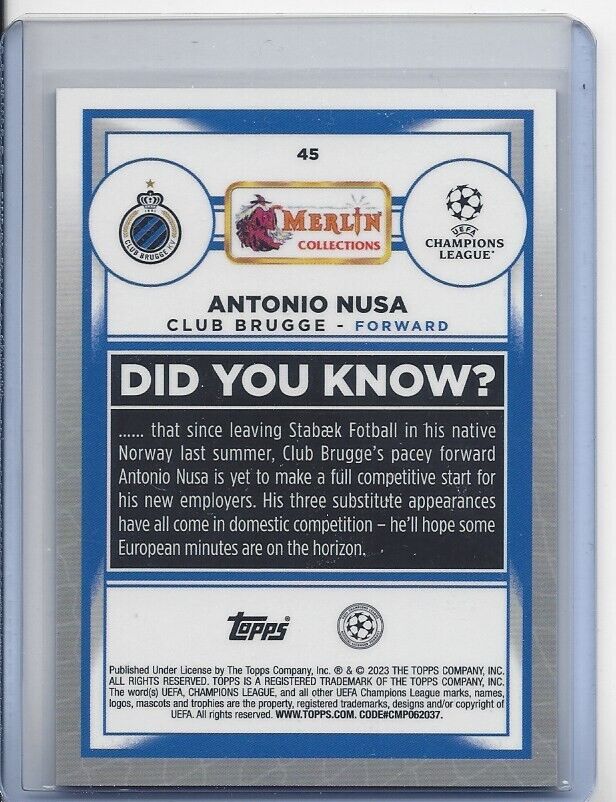 45
CLUB BRUGGE K.V.
MERLIN
COLLECTIONS
UEFA
CHAMPIONS
LEAGUE
ANTONIO NUSA
CLUB BRUGGE - FORWARD
DID YOU KNOW?
...... that since leaving Stabæk Fotball in his native
Norway last summer, Club Brugge's pacey forward
Antonio Nusa is yet to make a full competitive start for
his new employers. His three substitute appearances
have all come in domestic competition – he'll hope some
European minutes are on the horizon.
Topps®
Published Under License by The Topps Company, Inc. ® & © 2023 THE TOPPS COMPANY, INC.
ALL RIGHTS RESERVED. TOPPS IS A REGISTERED TRADEMARK OF THE TOPPS COMPANY, INC.
The word(s) UEFA, CHAMPIONS LEAGUE, and all other UEFA Champions League marks, names,
logos, mascots and trophies are the property, registered trademarks, designs and/or copyright of
UEFA. All rights reserved. WWW.TOPPS.COM. CODE#CMP062037.